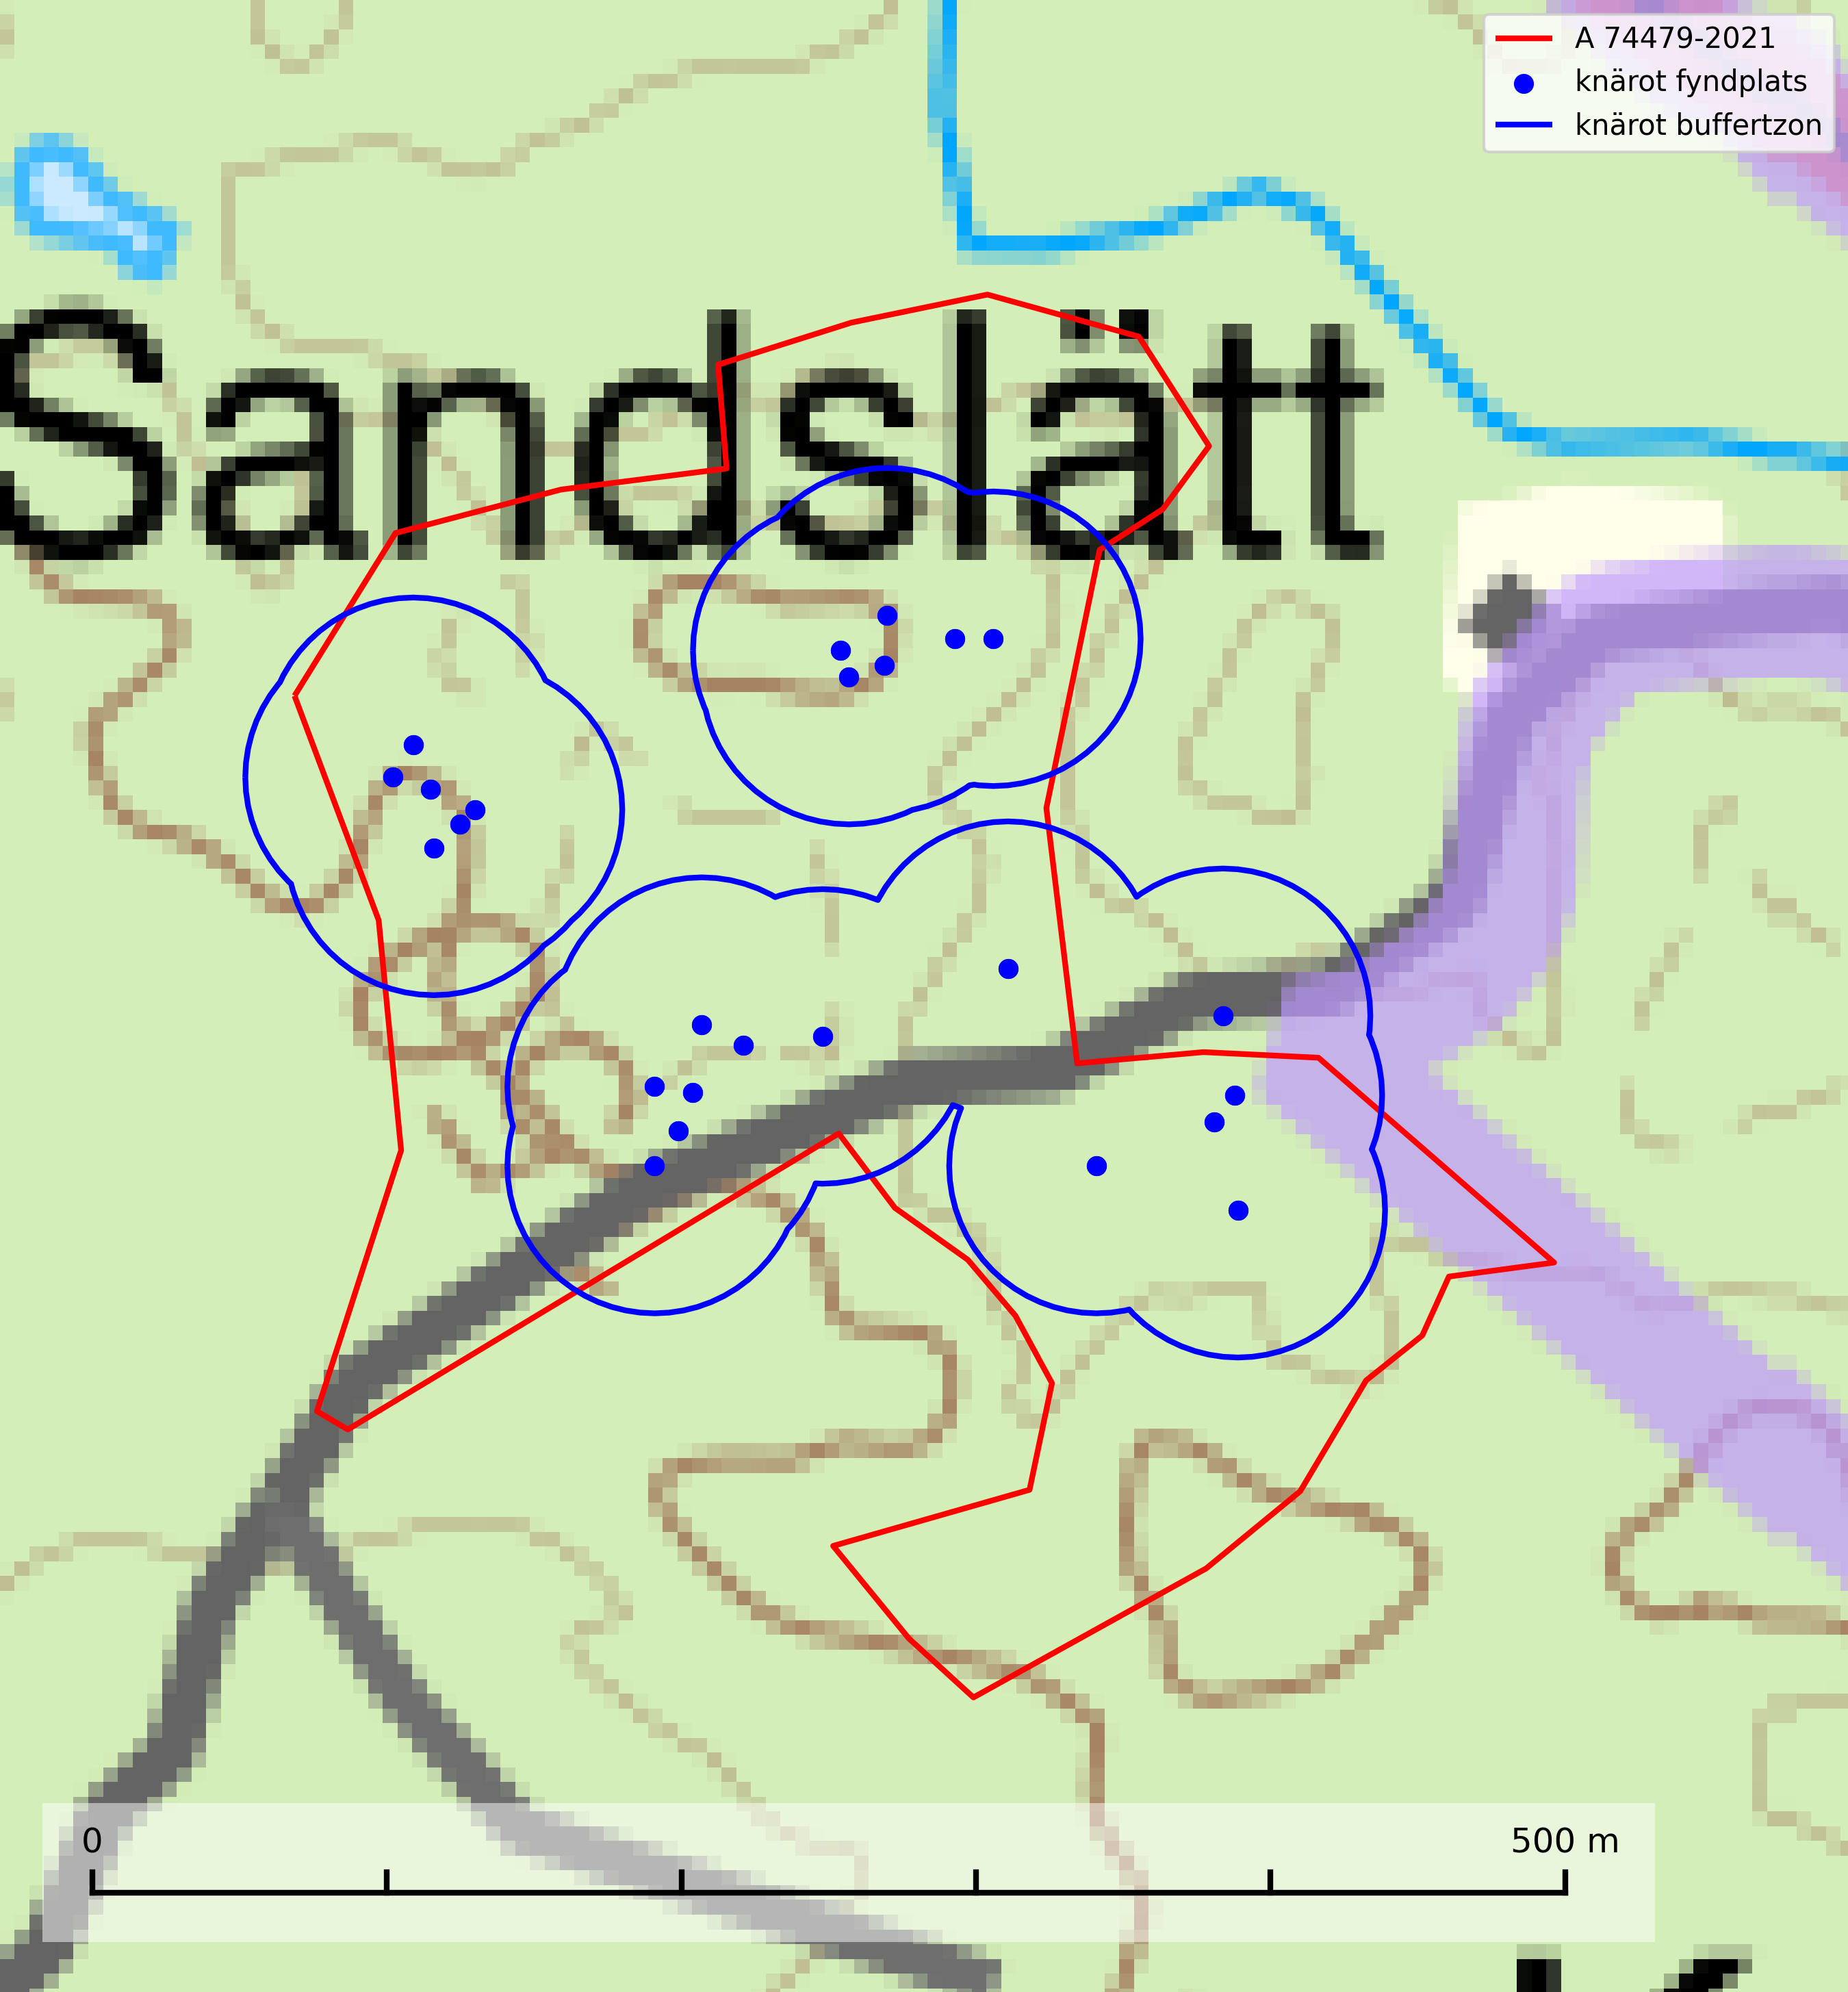 A 74479-2021
knärot fyndplats
knärot buffertzon
Sandslätt
0
500 m